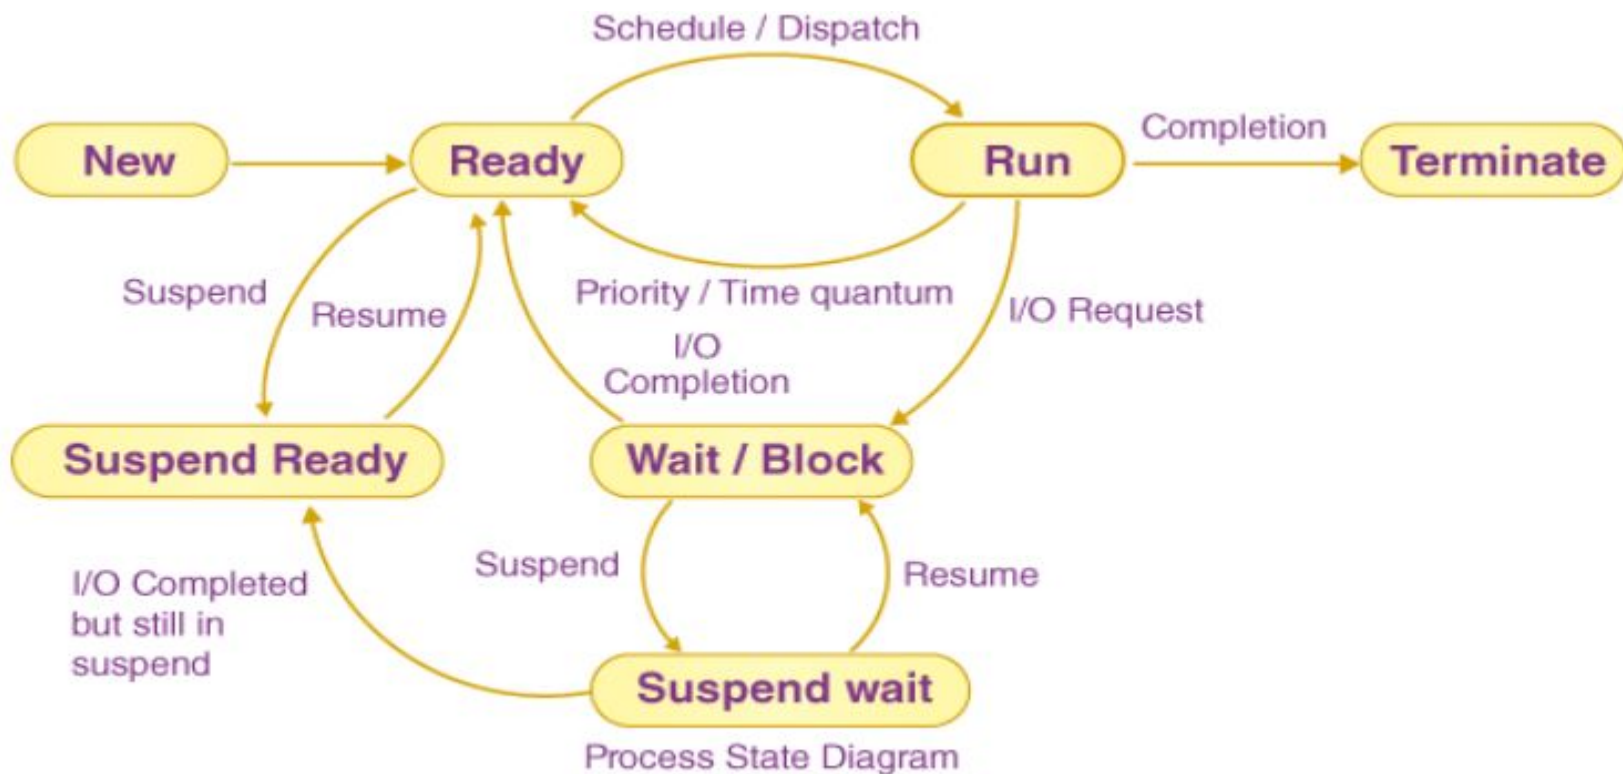 Schedule / Dispatch
New
Ready
Run
Completion
Terminate
Suspend
Resume
Priority / Time quantum
I/O Request
I/O
Completion
Suspend Ready
Wait / Block
Suspend
Resume
I/O Completed
but still in
suspend
Suspend wait
Process State Diagram